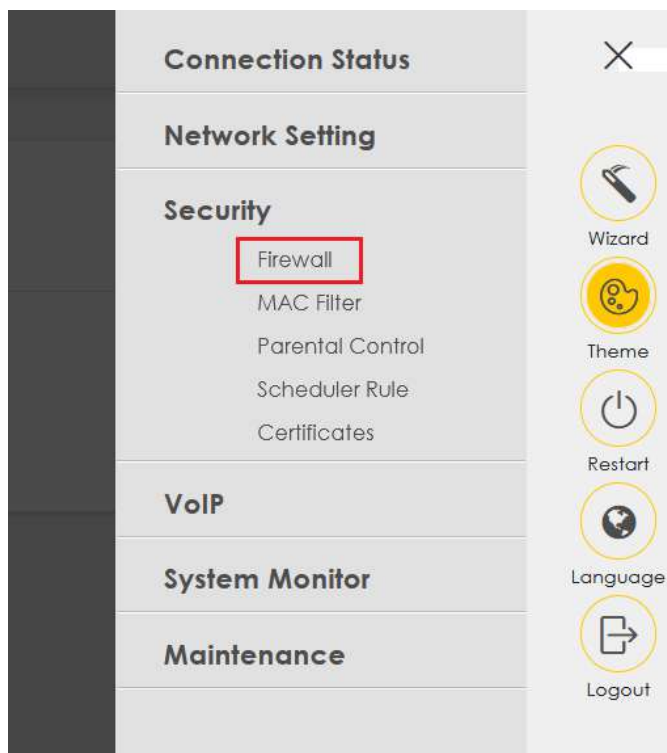 Connection Status
Network Setting
Security
Firewall
MAC Filter
Parental Control
Scheduler Rule
Certificates
VoIP
System Monitor
Maintenance
Wizard
Theme
Restart
Language
Logout